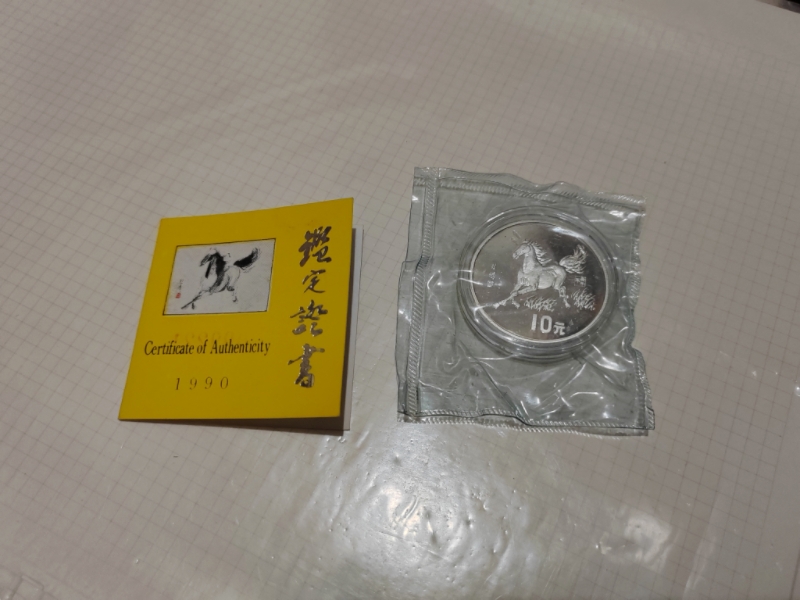 鑑定證書
Certificate of Authenticity
1990
10元